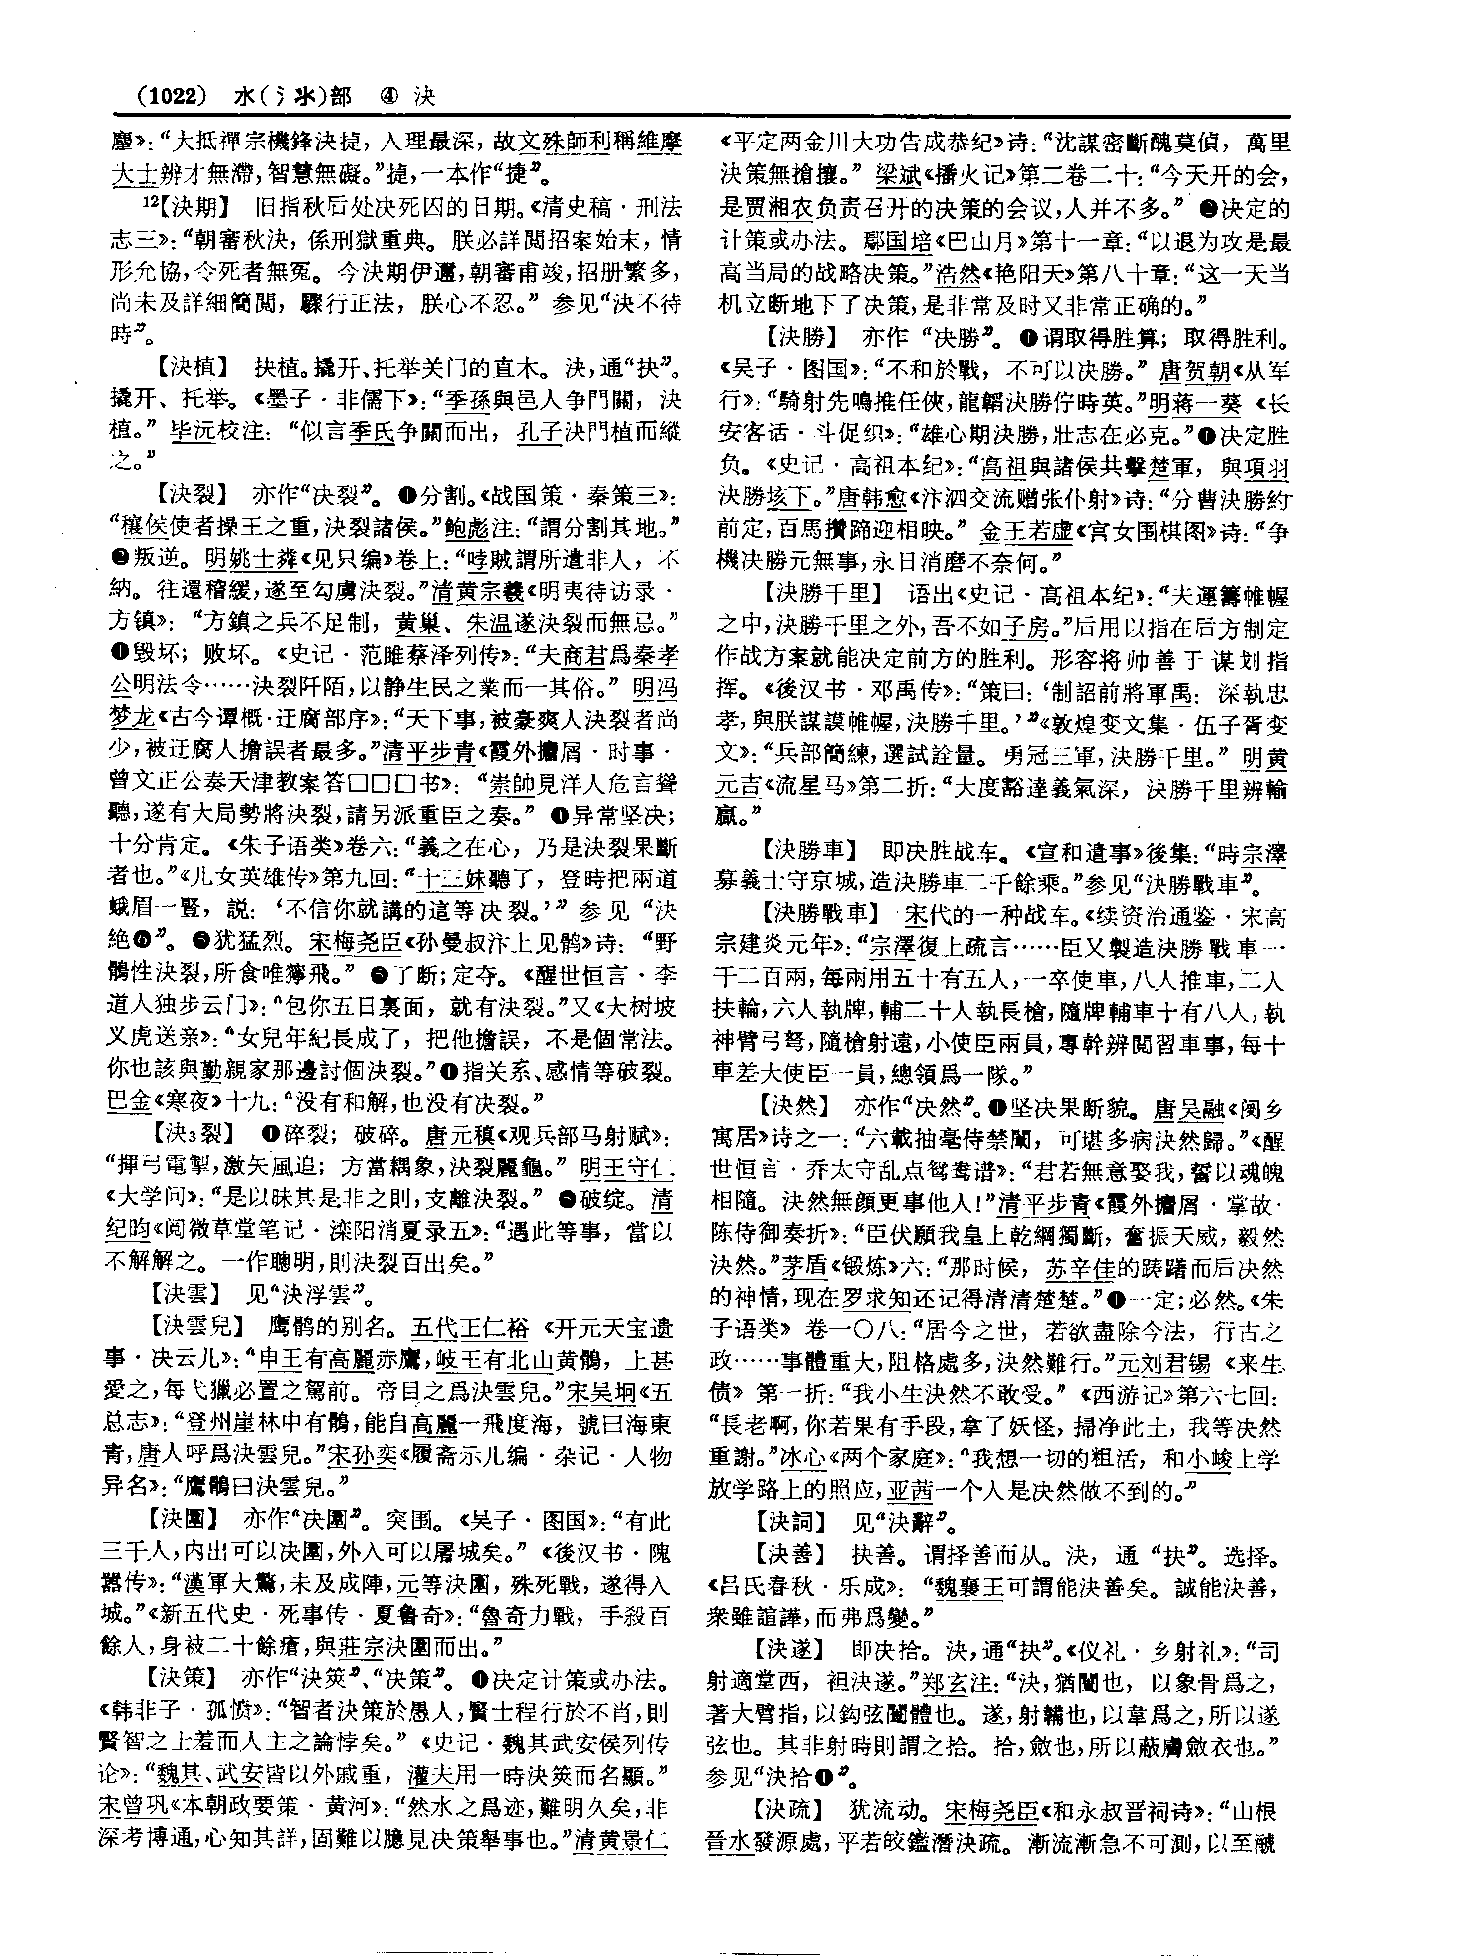 (1022) 水(氵氺)部 ④ 決
塵》：“大抵禪宗機鋒決捷，入理最深，故文殊師利稱維摩
大士辨才無滯，智慧無礙。”捷，一本作“捷”。
12【決期】 旧指秋后处决死囚的日期。《清史稿·刑法
志三》：“朝審秋決，係刑獄重典。朕必詳閱招案始末，情
形允協，令死者無冤。今決期伊邇，朝審甫竣，招册繁多，
尚未及詳細簡閲，驟行正法，朕心不忍。” 参见“決不待
時”。
【決植】 抉植。撬开、托举关门的直木。決，通“抉”。
撬开、托举。《墨子·非儒下》：“季孫與邑人争門關，決
植。” 毕沅校注：“似言季氏争關而出，孔子決門植而縱
之。”
【決裂】 亦作“决裂”。❶分割。《战国策·秦策三》：
“穰侯使者操王之重，決裂諸侯。”鲍彪注：“謂分割其地。”
❷叛逆。明姚士粦《见只编》卷上：“哱賊謂所遣非人，不
納。往還稽緩，遂至勾虜決裂。”清黄宗羲《明夷待访录·
方镇》：“方鎮之兵不足制，黄巢、朱温遂決裂而無忌。”
❸毁坏；败坏。《史记·范雎蔡泽列传》：“夫商君爲秦孝
公明法令……決裂阡陌，以静生民之業而一其俗。” 明冯
梦龙《古今谭概·迂腐部序》：“天下事，被豪爽人決裂者尚
少，被迂腐人擔誤者最多。”清平步青《霞外攟屑·时事·
曾文正公奏天津教案答□□□书》：“崇帥見洋人危言聳
聽，遂有大局勢將決裂，請另派重臣之奏。” ❹异常坚决；
十分肯定。《朱子语类》卷六：“義之在心，乃是決裂果斷
者也。”《儿女英雄传》第九回：“十三妹聽了，登時把兩道
蛾眉一豎，説：‘不信你就講的這等决裂。’” 参见“決
絶❹”。❺犹猛烈。宋梅尧臣《孙曼叔汴上见鹘》诗：“野
鶻性決裂，所食唯獰飛。” ❻了断；定夺。《醒世恒言·李
道人独步云门》：“包你五日裏面，就有決裂。”又《大树坡
义虎送亲》：“女兒年紀長成了，把他擔誤，不是個常法。
你也該與勤親家那邊討個決裂。”❼指关系、感情等破裂。
巴金《寒夜》十九：“没有和解，也没有决裂。”
【決3裂】 ❶碎裂；破碎。唐元稹《观兵部马射赋》：
“揮弓電掣，激矢風追；方當耦象，決裂麗龜。” 明王守仁
《大学问》：“是以昧其是非之則，支離決裂。” ❷破绽。清
纪昀《阅微草堂笔记·滦阳消夏录五》：“遇此等事，當以
不解解之。一作聰明，則決裂百出矣。”
【決雲】 见“決浮雲”。
【決雲兒】 鹰鹘的别名。五代王仁裕《开元天宝遗
事·决云儿》：“申王有高麗赤鷹，岐王有北山黄鶻，上甚
愛之，每弋獵必置之駕前。帝目之爲決雲兒。”宋吴坰《五
总志》：“登州崖林中有鶻，能自高麗一飛度海，號曰海東
青，唐人呼爲決雲兒。”宋孙奕《履斋示儿编·杂记·人物
异名》：“鷹鶻曰決雲兒。”
【決圍】 亦作“决圍”。突围。《吴子·图国》：“有此
三千人，内出可以决圍，外入可以屠城矣。” 《後汉书·隗
嚣传》：“漢軍大驚，未及成陣，元等決圍，殊死戰，遂得入
城。”《新五代史·死事传·夏鲁奇》：“魯奇力戰，手殺百
餘人，身被二十餘瘡，與莊宗決圍而出。”
【決策】 亦作“決筴”、“决策”。❶决定计策或办法。
《韩非子·孤愤》：“智者決策於愚人，賢士程行於不肖，則
賢智之士羞而人主之論悖矣。” 《史记·魏其武安侯列传
论》：“魏其、武安皆以外戚重，灌夫用一時決筴而名顯。”
宋曾巩《本朝政要策·黄河》：“然水之爲迹，難明久矣，非
深考博通，心知其詳，固難以臆見决策舉事也。”清黄景仁
《平定两金川大功告成恭纪》诗：“沈謀密斷醜莫偵，萬里
決策無搶攘。” 梁斌《播火记》第二卷二十：“今天开的会，
是贾湘农负责召开的决策的会议，人并不多。” ❷决定的
计策或办法。鄢国培《巴山月》第十一章：“以退为攻是最
高当局的战略决策。”浩然《艳阳天》第八十章：“这一天当
机立断地下了决策，是非常及时又非常正确的。”
【決勝】 亦作“决勝”。❶谓取得胜算；取得胜利。
《吴子·图国》：“不和於戰，不可以决勝。” 唐贺朝《从军
行》：“騎射先鳴推任俠，龍韜決勝佇時英。”明蒋一葵《长
安客话·斗促织》：“雄心期決勝，壯志在必克。”❷决定胜
负。《史记·高祖本纪》：“高祖與諸侯共擊楚軍，與項羽
決勝垓下。”唐韩愈《汴泗交流赠张仆射》诗：“分曹決勝約
前定，百馬攢蹄迎相映。” 金王若虚《宫女围棋图》诗：“争
機决勝元無事，永日消磨不奈何。”
【決勝千里】 语出《史记·高祖本纪》：“夫運籌帷幄
之中，決勝千里之外，吾不如子房。”后用以指在后方制定
作战方案就能决定前方的胜利。形容将帅善于谋划指
挥。《後汉书·邓禹传》：“策曰：‘制詔前將軍禹：深執忠
孝，與朕謀謨帷幄，決勝千里。’”《敦煌变文集·伍子胥变
文》：“兵部簡練，選試詮量。勇冠三軍，決勝千里。” 明黄
元吉《流星马》第二折：“大度豁達義氣深，決勝千里辨輸
贏。”
【決勝車】 即决胜战车。《宣和遗事》後集：“時宗澤
募義士守京城，造決勝車二千餘乘。”参见“決勝戰車”。
【決勝戰車】 宋代的一种战车。《续资治通鉴·宋高
宗建炎元年》：“宗澤復上疏言……臣又製造決勝戰車一
千二百兩，每兩用五十有五人，一卒使車，八人推車，二人
扶輪，六人執牌，輔二十人執長槍，隨牌輔車十有八人，執
神臂弓弩，隨槍射遠，小使臣兩員，專幹辨閲習車事，每十
車差大使臣一員，總領爲一隊。”
【決然】 亦作“决然”。❶坚决果断貌。唐吴融《阌乡
寓居》诗之一：“六載抽毫侍禁闈，可堪多病決然歸。”《醒
世恒言·乔太守乱点鸳鸯谱》：“君若無意娶我，誓以魂魄
相隨。決然無顔更事他人！”清平步青《霞外攟屑·掌故·
陈侍御奏折》：“臣伏願我皇上乾綱獨斷，奮振天威，毅然
決然。”茅盾《锻炼》六：“那时候，苏辛佳的踌躇而后决然
的神情，现在罗求知还记得清清楚楚。”❷一定；必然。《朱
子语类》卷一〇八：“居今之世，若欲盡除今法，行古之
政……事體重大，阻格處多，決然難行。”元刘君锡《来生
债》第一折：“我小生決然不敢受。” 《西游记》第六七回：
“長老啊，你若果有手段，拿了妖怪，掃净此土，我等决然
重謝。”冰心《两个家庭》：“我想一切的粗活，和小峻上学
放学路上的照应，亚茜一个人是决然做不到的。”
【決詞】 见“決辭”。
【決善】 抉善。谓择善而从。決，通“抉”。选择。
《吕氏春秋·乐成》：“魏襄王可謂能決善矣。誠能決善，
衆雖諠譁，而弗爲變。”
【決遂】 即决拾。決，通“抉”。《仪礼·乡射礼》：“司
射適堂西，袒決遂。”郑玄注：“決，猶闓也，以象骨爲之，
著大臂指，以鈎弦闓體也。遂，射韝也，以韋爲之，所以遂
弦也。其非射時則謂之拾。拾，斂也，所以蔽膚斂衣也。”
参见“決拾❶”。
【決疏】 犹流动。宋梅尧臣《和永叔晋祠诗》：“山根
晉水發源處，平若皎鑑潛決疏。漸流漸急不可測，以至醎